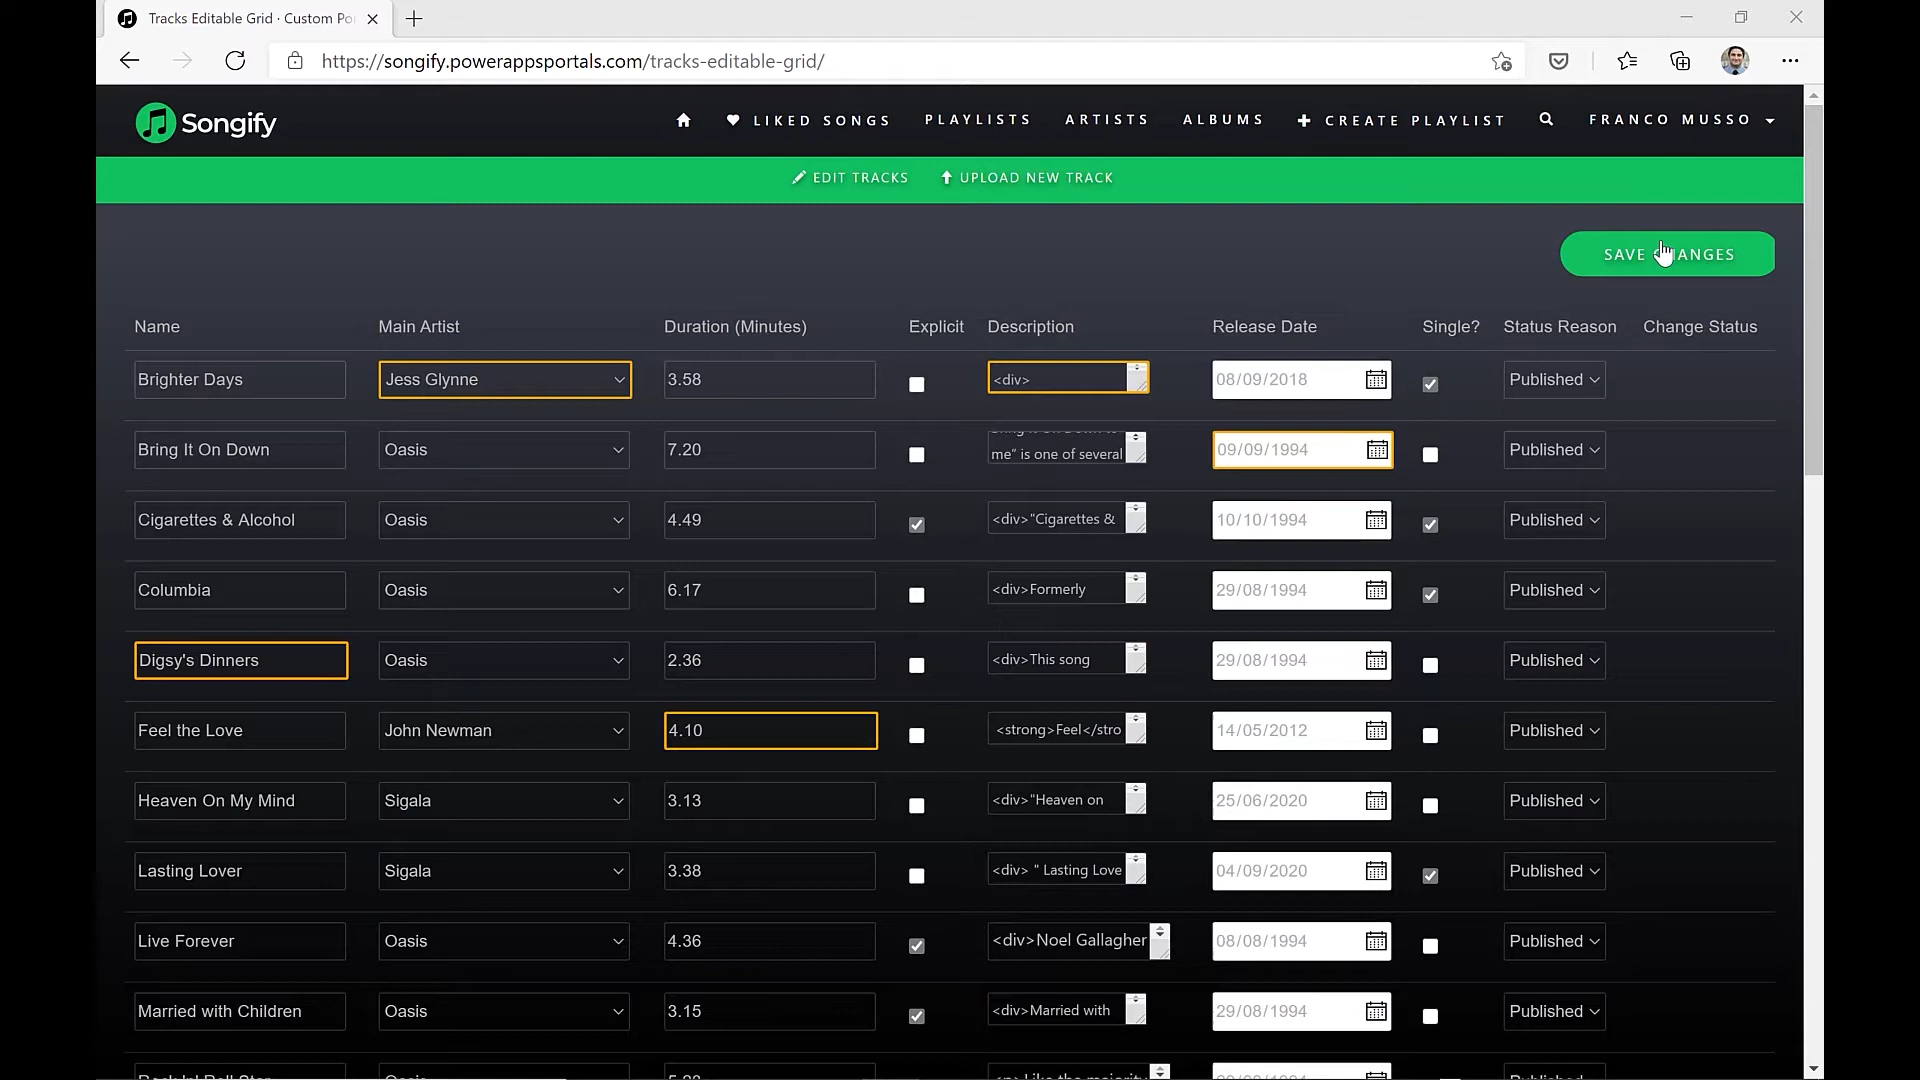 Tracks Editable Grid · Custom Po
https://songify.powerappsportals.com/tracks-editable-grid/
Songify
LIKED SONGS PLAYLISTS ARTISTS ALBUMS CREATE PLAYLIST FRANCO MUSSO
EDIT TRACKS UPLOAD NEW TRACK
SAVE CHANGES
Name Main Artist Duration (Minutes) Explicit Description Release Date Single? Status Reason Change Status
Brighter Days Jess Glynne 3.58 <div> 08/09/2018 Published
Bring It On Down Oasis 7.20 Bring It On Down to 09/09/1994 Published
me" is one of several
Cigarettes & Alcohol Oasis 4.49 <div>"Cigarettes & 10/10/1994 Published
Columbia Oasis 6.17 <div>Formerly 29/08/1994 Published
Digsy's Dinners Oasis 2.36 <div>This song 29/08/1994 Published
Feel the Love John Newman 4.10 <strong>Feel</stro 14/05/2012 Published
Heaven On My Mind Sigala 3.13 <div>"Heaven on 25/06/2020 Published
Lasting Lover Sigala 3.38 <div> " Lasting Love 04/09/2020 Published
Live Forever Oasis 4.36 <div>Noel Gallagher 08/08/1994 Published
Married with Children Oasis 3.15 <div>Married with 29/08/1994 Published